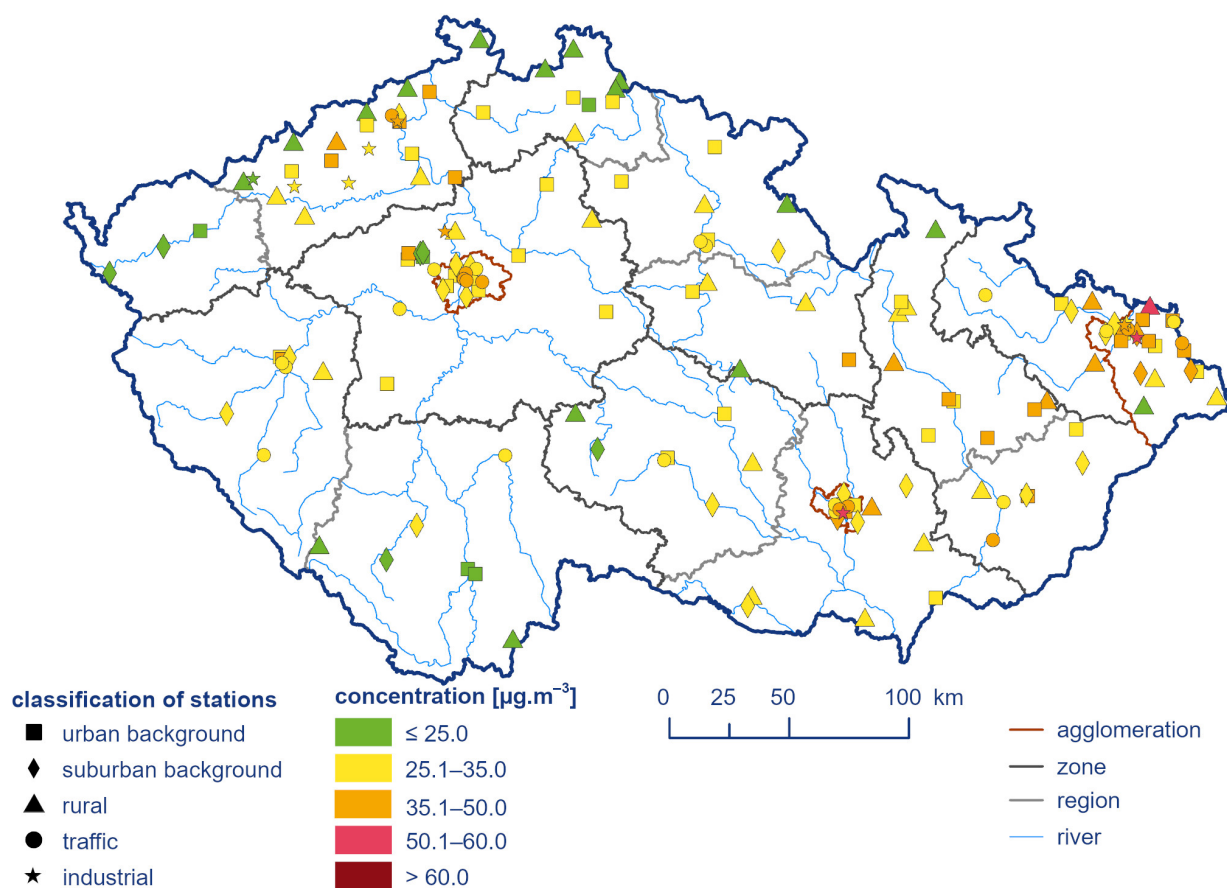 classification of stations
urban background
suburban background
rural
traffic
industrial
concentration [µg.m⁻³]
≤ 25.0
25.1–35.0
35.1–50.0
50.1–60.0
> 60.0
0 25 50 100 km
agglomeration
zone
region
river